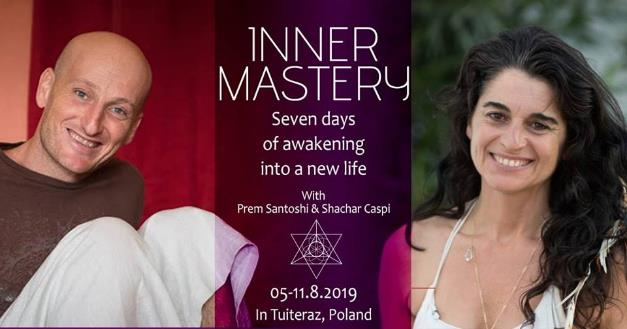 INNER
MASTERY
Seven days
of awakening
into a new life
With
Prem Santoshi & Shachar Caspi
05-11.8.2019
In Tuiteraz, Poland